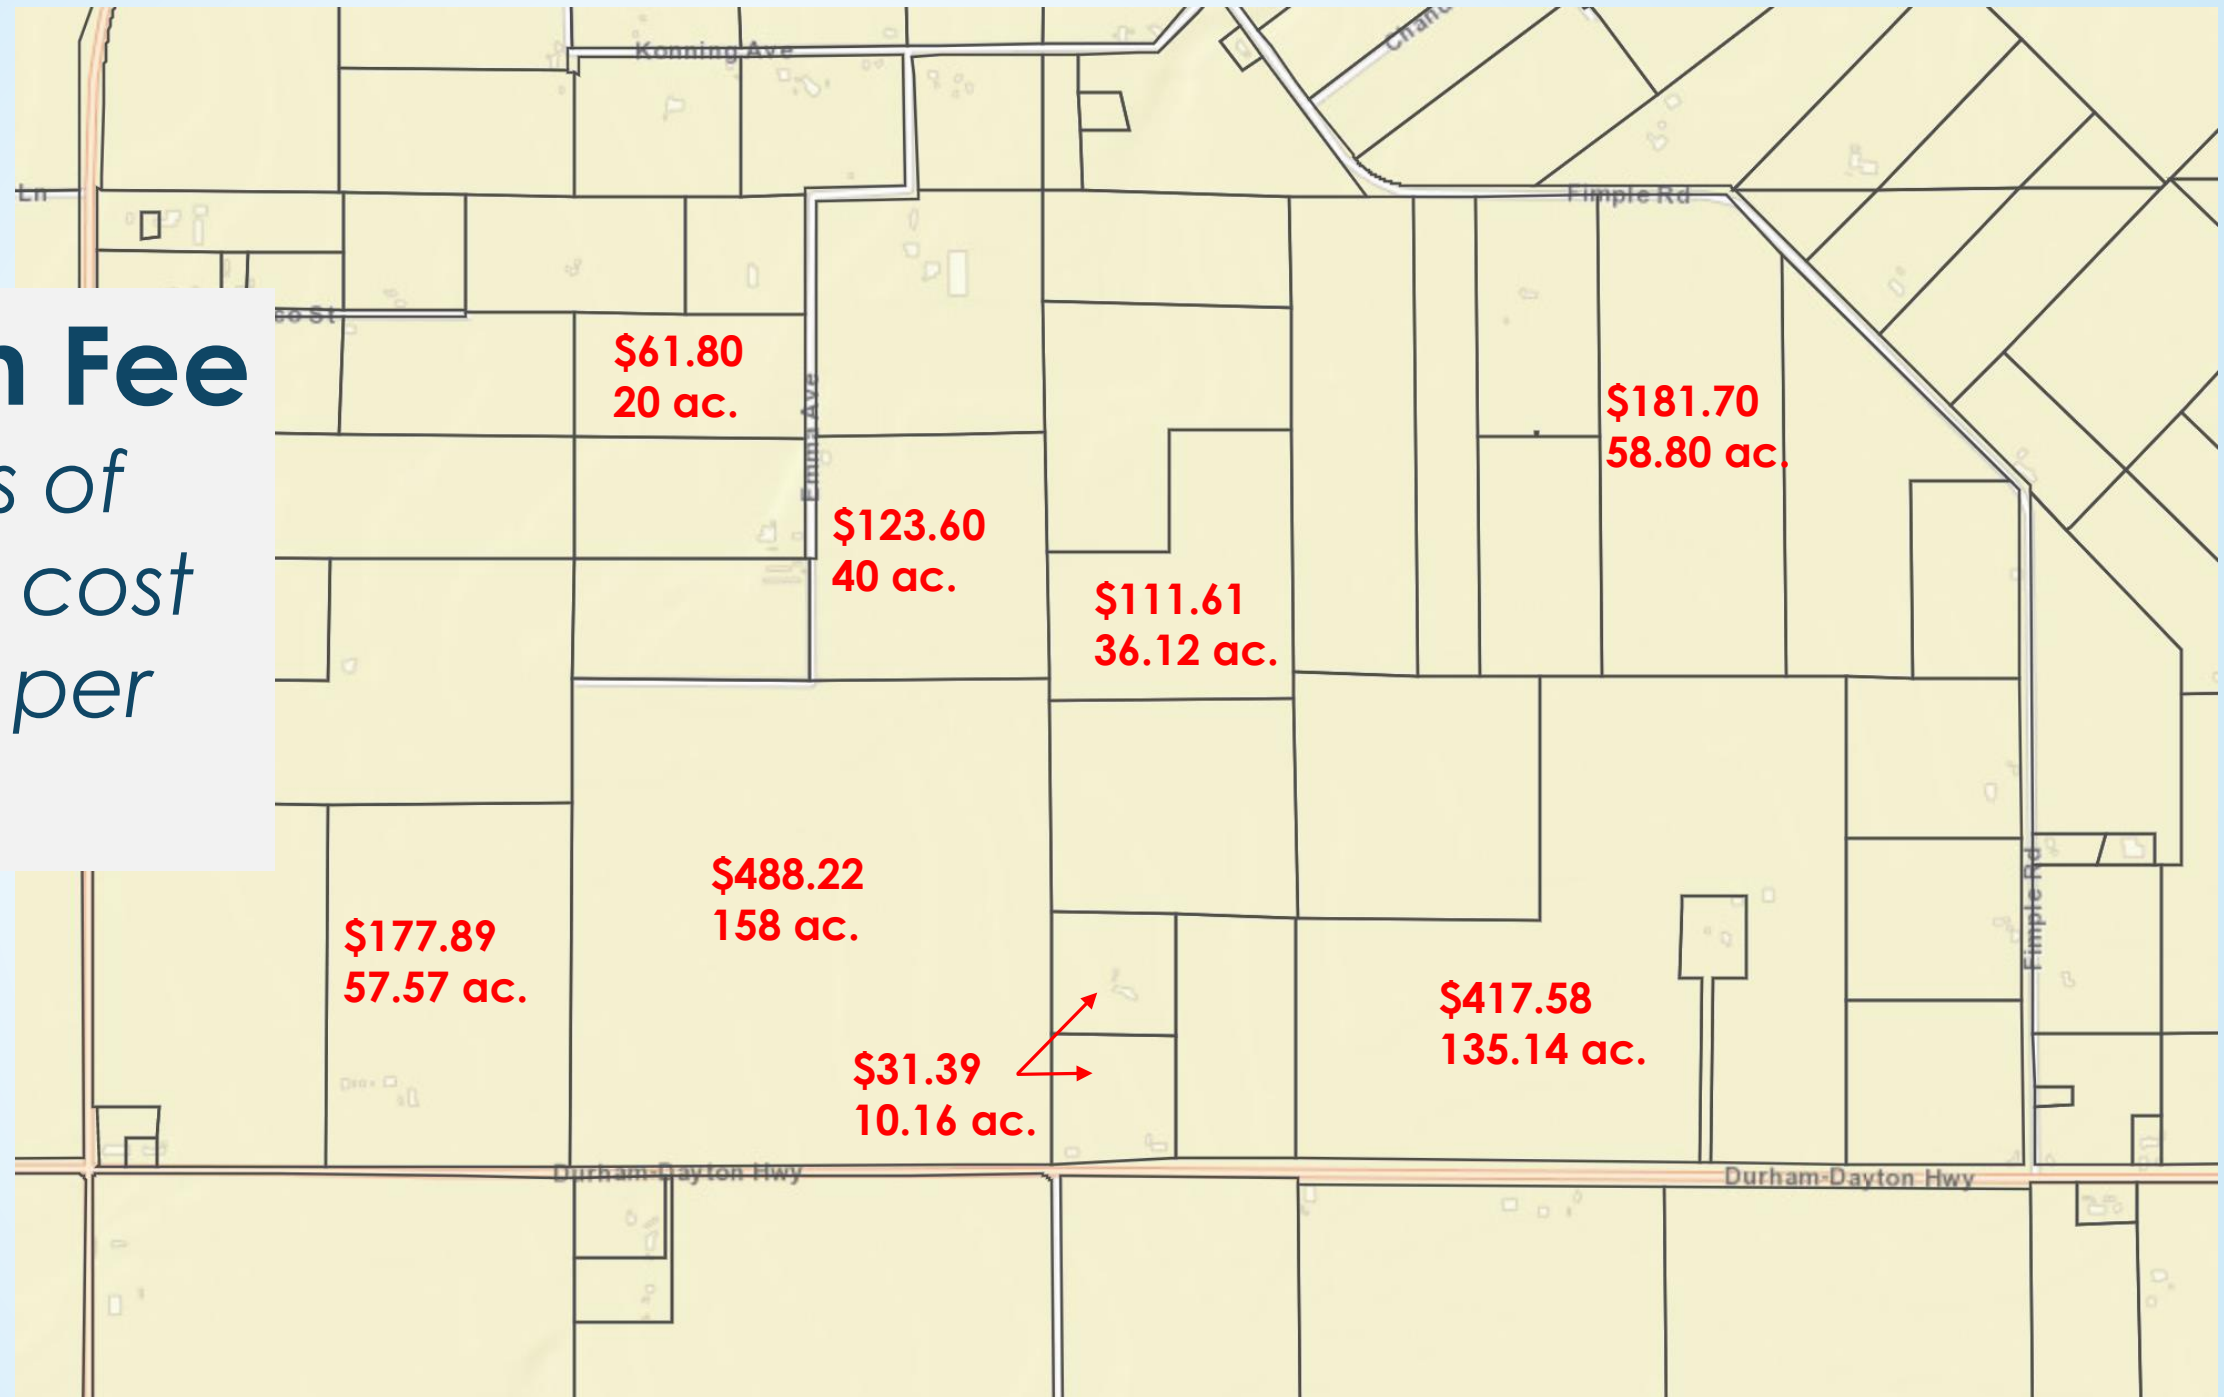 Konning Ave
Fimple Rd
Ln
Fee
$61.80
20 ac.
$181.70
58.80 ac.
s of
Emma Ave
cost
$123.60
40 ac.
$111.61
36.12 ac.
per
$488.22
158 ac.
$177.89
57.57 ac.
Fimple Rd
$417.58
135.14 ac.
$31.39
10.16 ac.
Durham-Dayton Hwy
Durham-Dayton Hwy